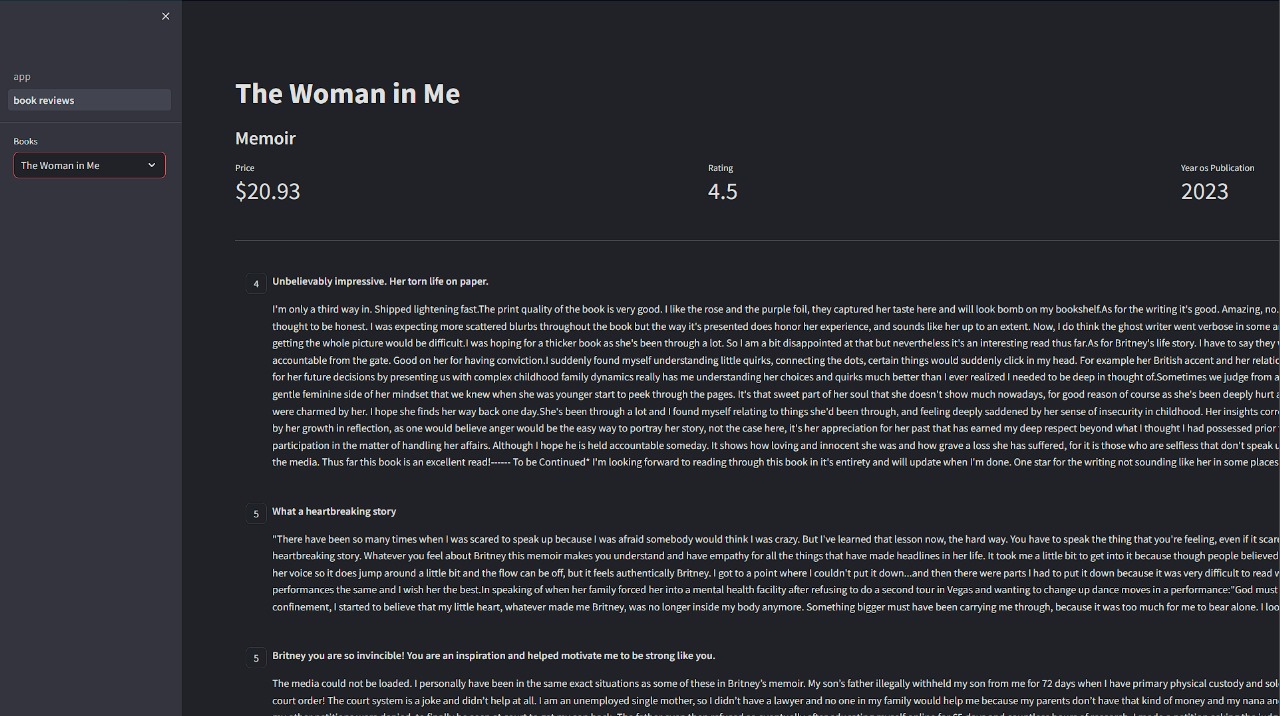 app
book reviews
Books
The Woman in Me
The Woman in Me
Memoir
Price
Rating
Year os Publication
$20.93
4.5
2023
4
Unbelievably impressive. Her torn life on paper.
I'm only a third way in. Shipped lightening fast.The print quality of the book is very good. I like the rose and the purple foil, they captured her taste here and will look bomb on my bookshelf.As for the writing it's good. Amazing, no.
thought to be honest. I was expecting more scattered blurbs throughout the book but the way it's presented does honor her experience, and sounds like her up to an extent. Now, I do think the ghost writer went verbose in some
getting the whole picture would be difficult.I was hoping for a thicker book as she's been through a lot. So I am a bit disappointed at that but nevertheless it's an interesting read thus far.As for Britney's life story. I have to say they
accountable from the gate. Good on her for having conviction.I suddenly found myself understanding little quirks, connecting the dots, certain things would suddenly click in my head. For example her British accent and her
for her future decisions by presenting us with complex childhood family dynamics really has me understanding her choices and quirks much better than I ever realized I needed to be deep in thought of.Sometimes we judge from a
gentle feminine side of her mindset that we knew when she was younger start to peek through the pages. It's that sweet part of her soul that she doesn't show much nowadays, for good reason of course as she's been deeply hurt
were charmed by her. I hope she finds her way back one day.She's been through a lot and I found myself relating to things she'd been through, and feeling deeply saddened by her sense of insecurity in childhood. Her insights
by her growth in reflection, as one would believe anger would be the easy way to portray her story, not the case here, it's her appreciation for her past that has earned my deep respect beyond what I thought I had possessed prior
participation in the matter of handling her affairs. Although I hope he is held accountable someday. It shows how loving and innocent she was and how grave a loss she has suffered, for it is those who are selfless that don't speak
the media. Thus far this book is an excellent read!------ To be Continued* I'm looking forward to reading through this book in it's entirety and will update when I'm done. One star for the writing not sounding like her in some places
5
What a heartbreaking story
"There have been so many times when I was scared to speak up because I was afraid somebody would think I was crazy. But I've learned that lesson now, the hard way. You have to speak the thing that you're feeling, even if it
heartbreaking story. Whatever you feel about Britney this memoir makes you understand and have empathy for all the things that have made headlines in her life. It took me a little bit to get into it because though people believed
her voice so it does jump around a little bit and the flow can be off, but it feels authentically Britney. I got to a point where I couldn't put it down...and then there were parts I had to put it down because it was very difficult to read
performances the same and I wish her the best.In speaking of when her family forced her into a mental health facility after refusing to do a second tour in Vegas and wanting to change up dance moves in a performance:"God must
confinement, I started to believe that my little heart, whatever made me Britney, was no longer inside my body anymore. Something bigger must have been carrying me through, because it was too much for me to bear alone. I
5
Britney you are so invincible! You are an inspiration and helped motivate me to be strong like you.
The media could not be loaded. I personally have been in the same exact situations as some of these in Britney's memoir. My son's father illegally withheld my son from me for 72 days when I have primary physical custody and
court order! The court system is a joke and didn't help at all. I am an unemployed single mother, so I didn't have a lawyer and no one in my family would help me because my parents don't have that kind of money and my nana